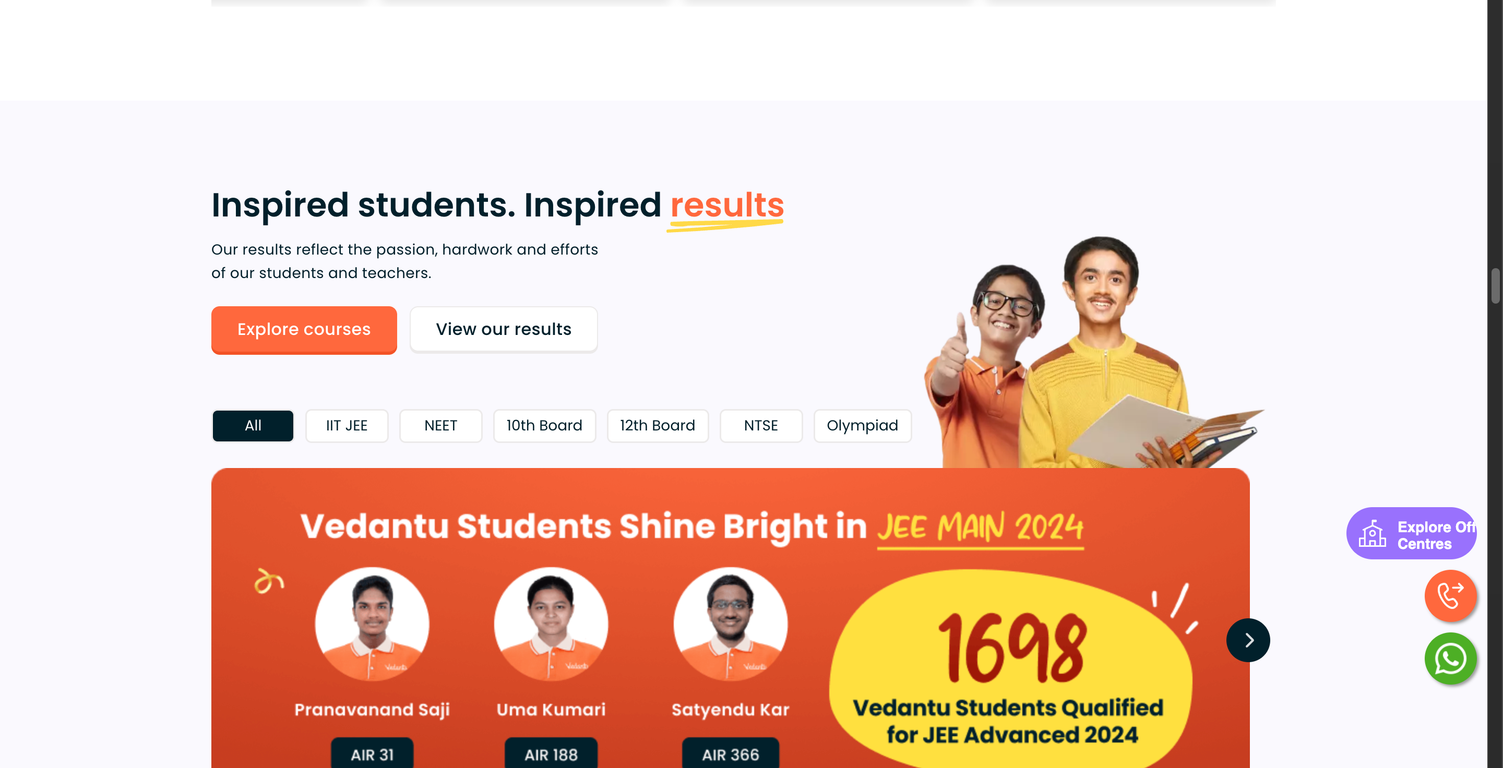 Inspired students. Inspired results
Our results reflect the passion, hardwork and efforts
of our students and teachers.
Explore courses
View our results
All
IIT JEE
NEET
10th Board
12th Board
NTSE
Olympiad
Vedantu Students Shine Bright in JEE MAIN 2024
Vedantu
Vedantu
Vedantu
Pranavanand Saji
Uma Kumari
Satyendu Kar
AIR 31
AIR 188
AIR 366
1698
Vedantu Students Qualified
for JEE Advanced 2024
Explore Off
Centres